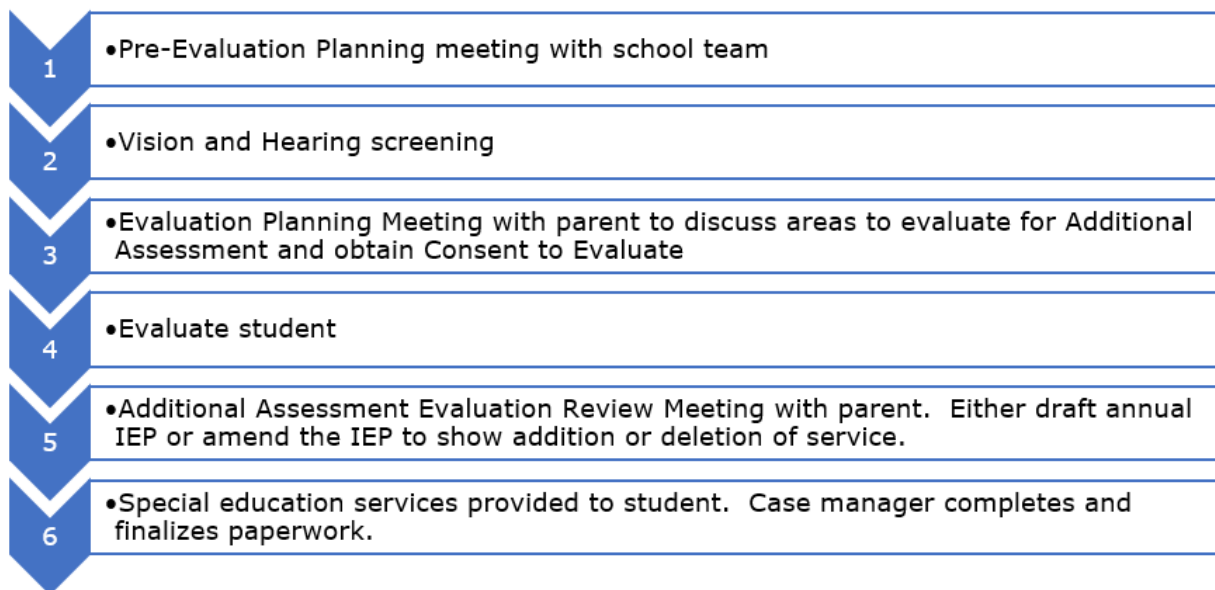 1
•Pre-Evaluation Planning meeting with school team
2
•Vision and Hearing screening
3
•Evaluation Planning Meeting with parent to discuss areas to evaluate for Additional
Assessment and obtain Consent to Evaluate
4
•Evaluate student
5
•Additional Assessment Evaluation Review Meeting with parent.  Either draft annual
IEP or amend the IEP to show addition or deletion of service.
6
•Special education services provided to student.  Case manager completes and
finalizes paperwork.